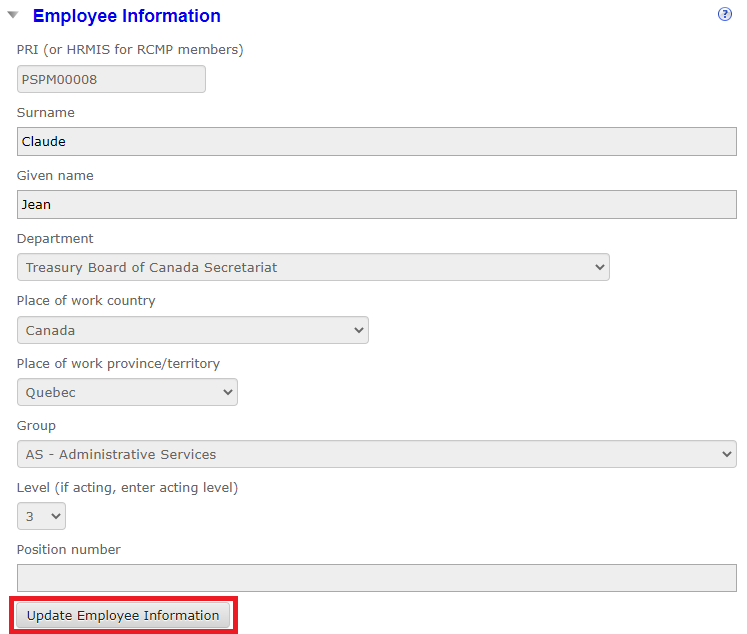 Employee Information
?
PRI (or HRMIS for RCMP members)
PSPM00008
Surname
Claude
Given name
Jean
Department
Treasury Board of Canada Secretariat
Place of work country
Canada
Place of work province/territory
Quebec
Group
AS - Administrative Services
Level (if acting, enter acting level)
3
Position number
Update Employee Information